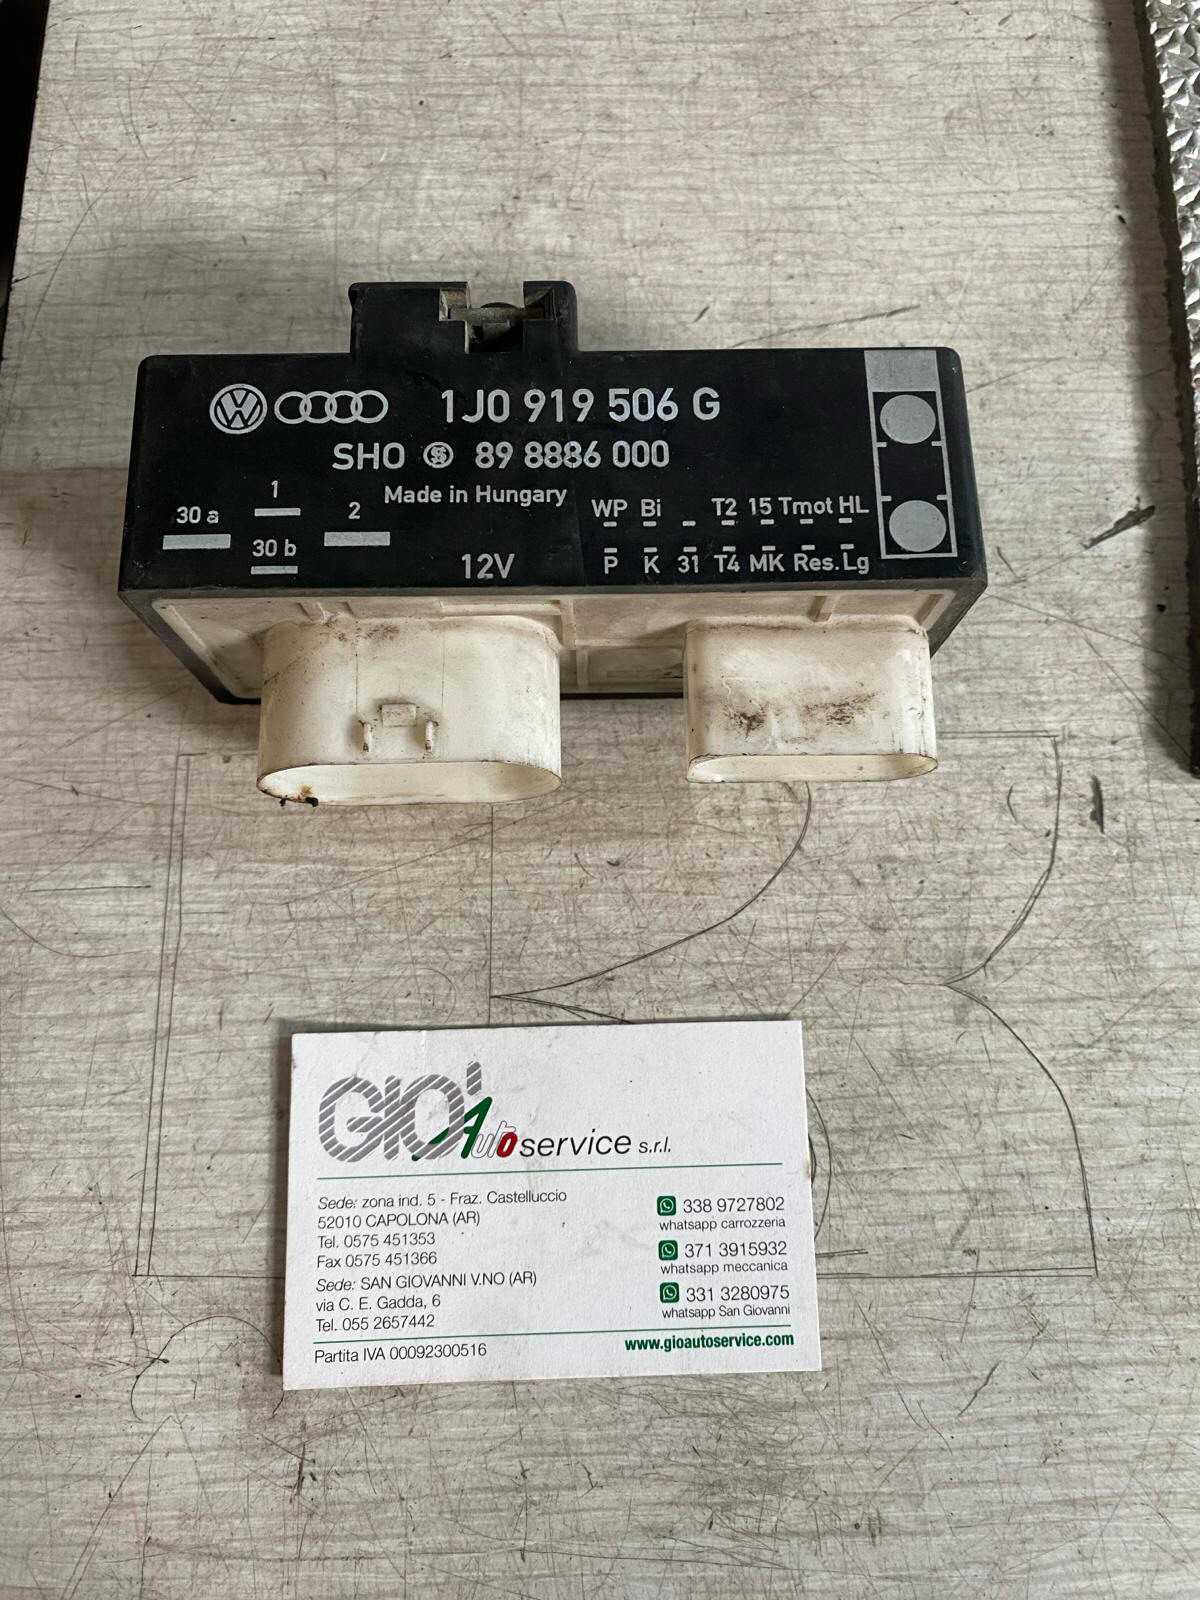 1J0 919 506 G
SHO 89 8886 000
Made in Hungary
30 a 1 2
30 b
12V
WP Bi T2 15 Tmot HL
P K 31 T4 MK Res. Lg
GIO' Autoservice s.r.l.
Sede: zona ind. 5 - Fraz. Castelluccio
52010 CAPOLONA (AR)
Tel. 0575 451353
Fax 0575 451366
Sede: SAN GIOVANNI V.NO (AR)
via C. E. Gadda, 6
Tel. 055 2657442
Partita IVA 00092300516
338 9727802
whatsapp carrozzeria
371 3915932
whatsapp meccanica
331 3280975
whatsapp San Giovanni
www.gioautoservice.com